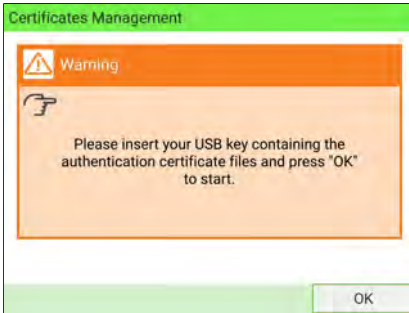 Certificates Management
Warning
Please insert your USB key containing the
authentication certificate files and press "OK"
to start.
OK